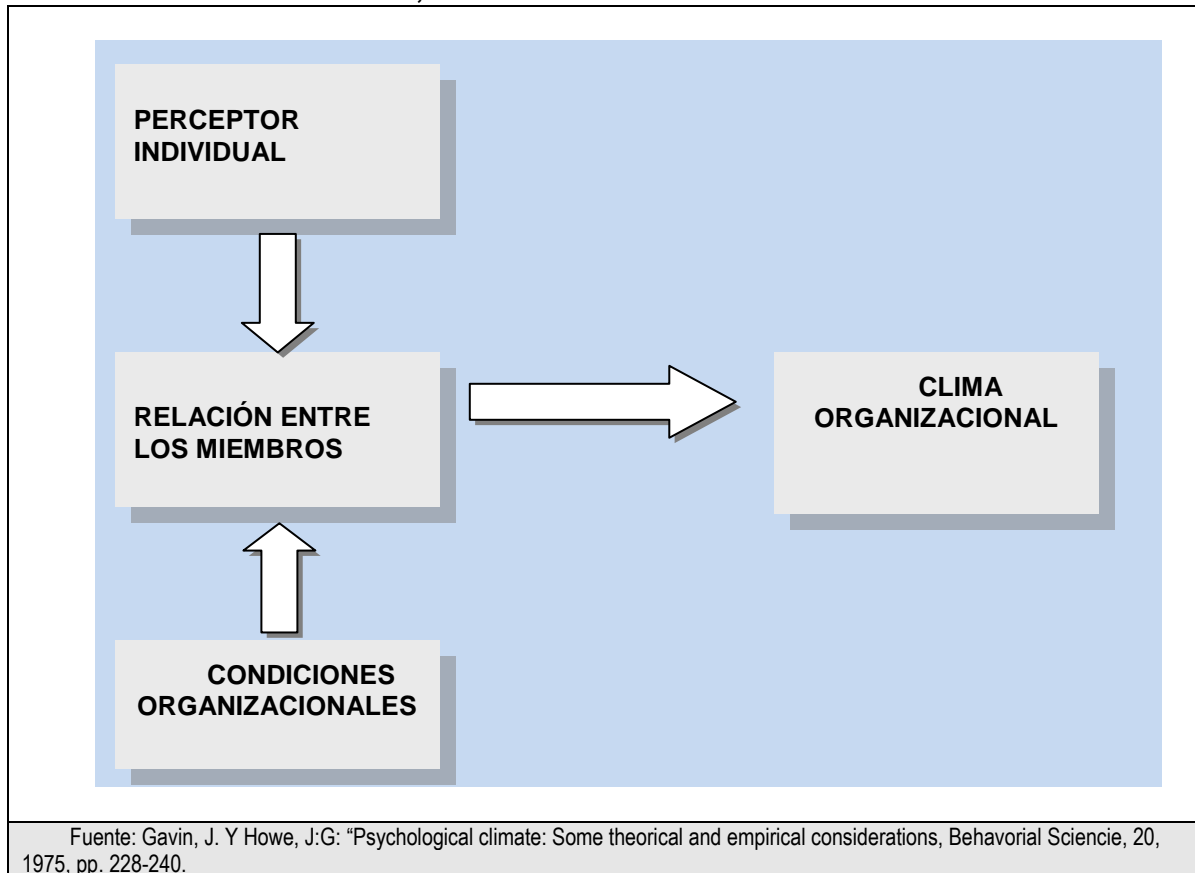 PERCEPTOR
INDIVIDUAL
RELACIÓN ENTRE
LOS MIEMBROS
CLIMA
ORGANIZACIONAL
CONDICIONES
ORGANIZACIONALES
Fuente: Gavin, J. Y Howe, J:G: “Psychological climate: Some theorical and empirical considerations, Behavorial Sciencie, 20,
1975, pp. 228-240.